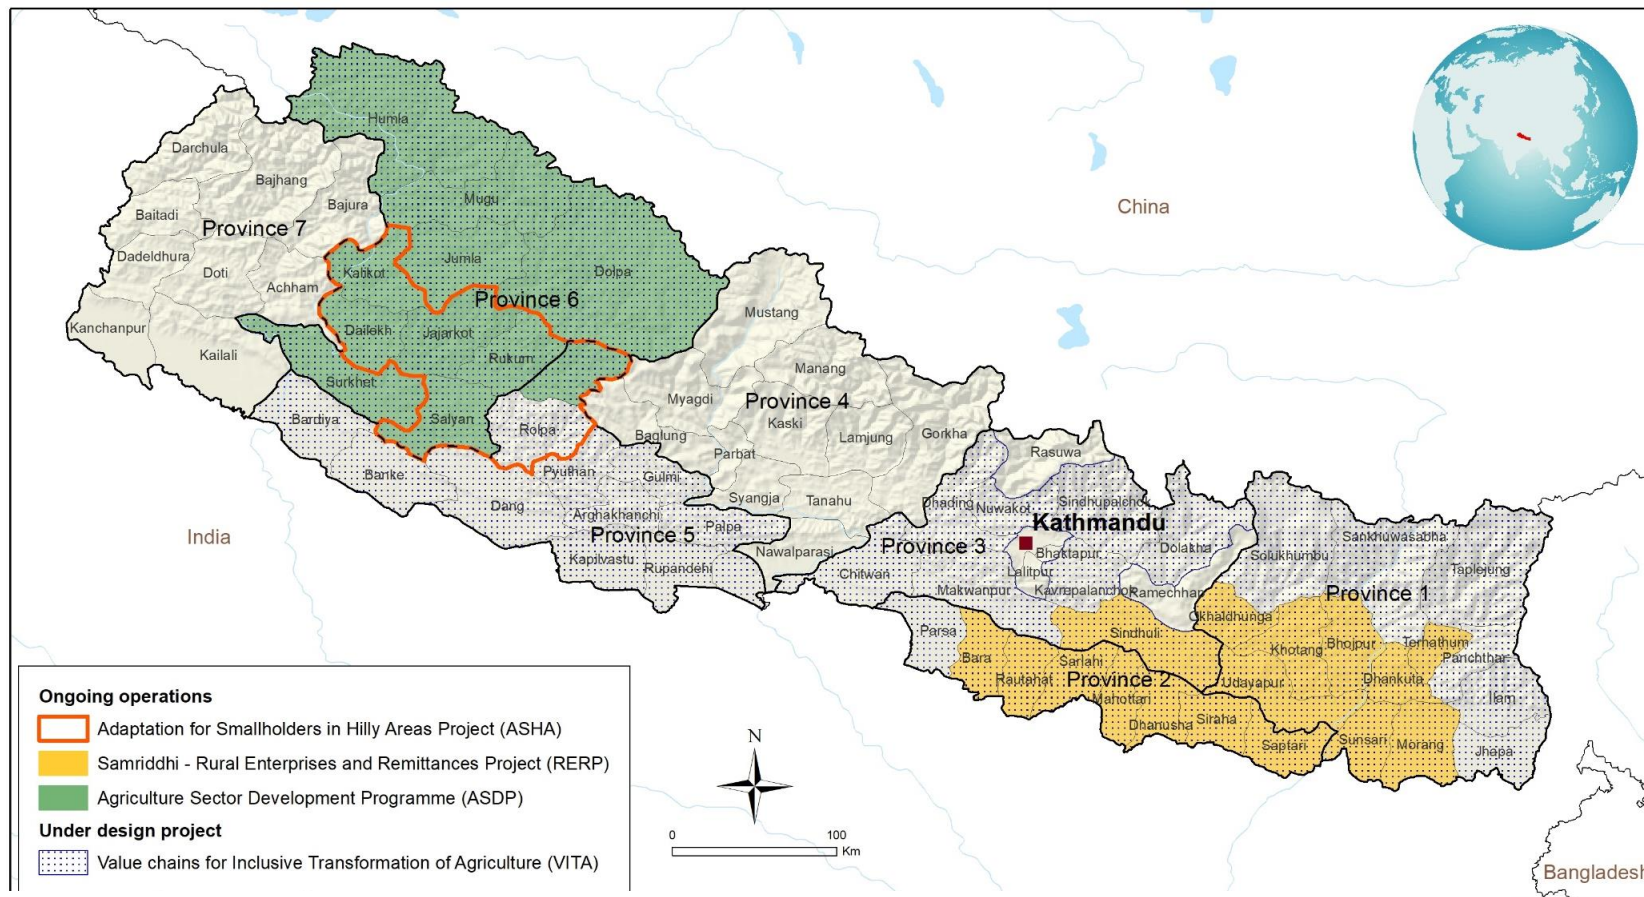 Humla
Darchula
Bajhang
Mugu
Bajura
Baitadi
Province 7
China
Dadeldhura
Jumla
Doti
Kalikot
Dolpa
Achham
Province 6
Mustang
Kanchanpur
Dailekh
Jajarkot
Kailali
Rukum
Manang
Surkhet
Myagdi
Province 4
Bardiya
Salyan
Kaski
Rolpa
Baglung
Lamjung
Gorkha
Parbat
Rasuwa
Banke
Pyuthan
Gulmi
Syangja
Tanahu
Dhading
Sindhupalchok
Dang
Nuwakot
Arghakhanchi
Palpa
Kathmandu
India
Province 5
Province 3
Nawalparasi
Bhaktapur
Dolakha
Solukhumbu
Sankhuwasabha
Kapilvastu
Rupandehi
Chitwan
Lalitpur
Taplejung
Makwanpur
Kavrepalanchok
Ramechhap
Province 1
Okhaldhunga
Parsa
Sindhuli
Khotang
Bhojpur
Terhathum
Panchthar
Bara
Sarlahi
Rautahat
Province 2
Udayapur
Dhankuta
Mahottari
Ilam
Dhanusha
Siraha
Saptari
Sunsari
Morang
Jhapa
Ongoing operations
Adaptation for Smallholders in Hilly Areas Project (ASHA)
Samriddhi - Rural Enterprises and Remittances Project (RERP)
Agriculture Sector Development Programme (ASDP)
Under design project
Value chains for Inclusive Transformation of Agriculture (VITA)
N
0 100
Km
Bangladesh